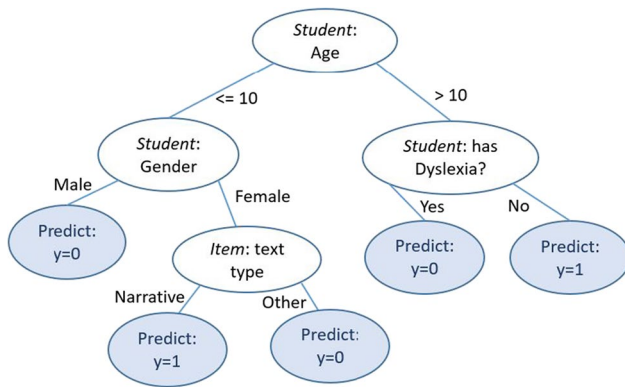 Student:
Age
<= 10
> 10
Student:
Gender
Student: has
Dyslexia?
Male
Female
Yes
No
Predict:
y=0
Item: text
type
Predict:
y=0
Predict:
y=1
Narrative
Other
Predict:
y=1
Predict:
y=0